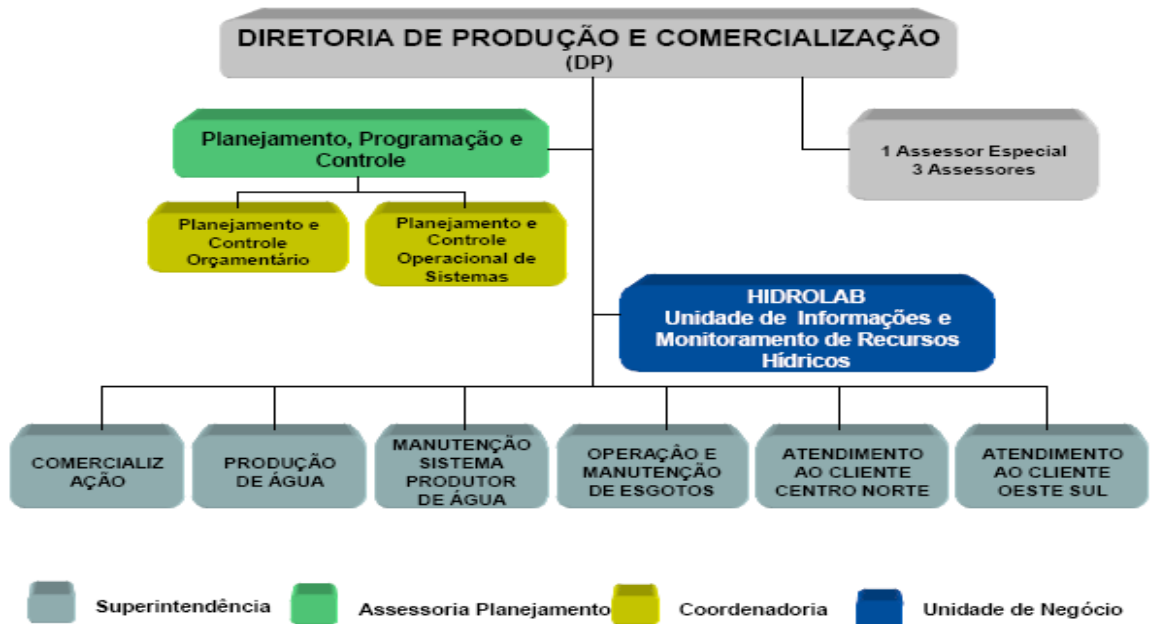 DIRETORIA DE PRODUÇÃO E COMERCIALIZAÇÃO
(DP)
Planejamento, Programação e
Controle
1 Assessor Especial
3 Assessores
Planejamento e
Controle
Orçamentário
Planejamento e
Controle
Operacional de
Sistemas
HIDROLAB
Unidade de Informações e
Monitoramento de Recursos
Hídricos
COMERCIALIZ
AÇÃO
PRODUÇÃO
DE ÁGUA
MANUTENÇÃO
SISTEMA
PRODUTOR
DE ÁGUA
OPERAÇÂO E
MANUTENÇÃO
DE ESGOTOS
ATENDIMENTO
AO CLIENTE
CENTRO NORTE
ATENDIMENTO
AO CLIENTE
OESTE SUL
Superintendência
Assessoria Planejamento
Coordenadoria
Unidade de Negócio